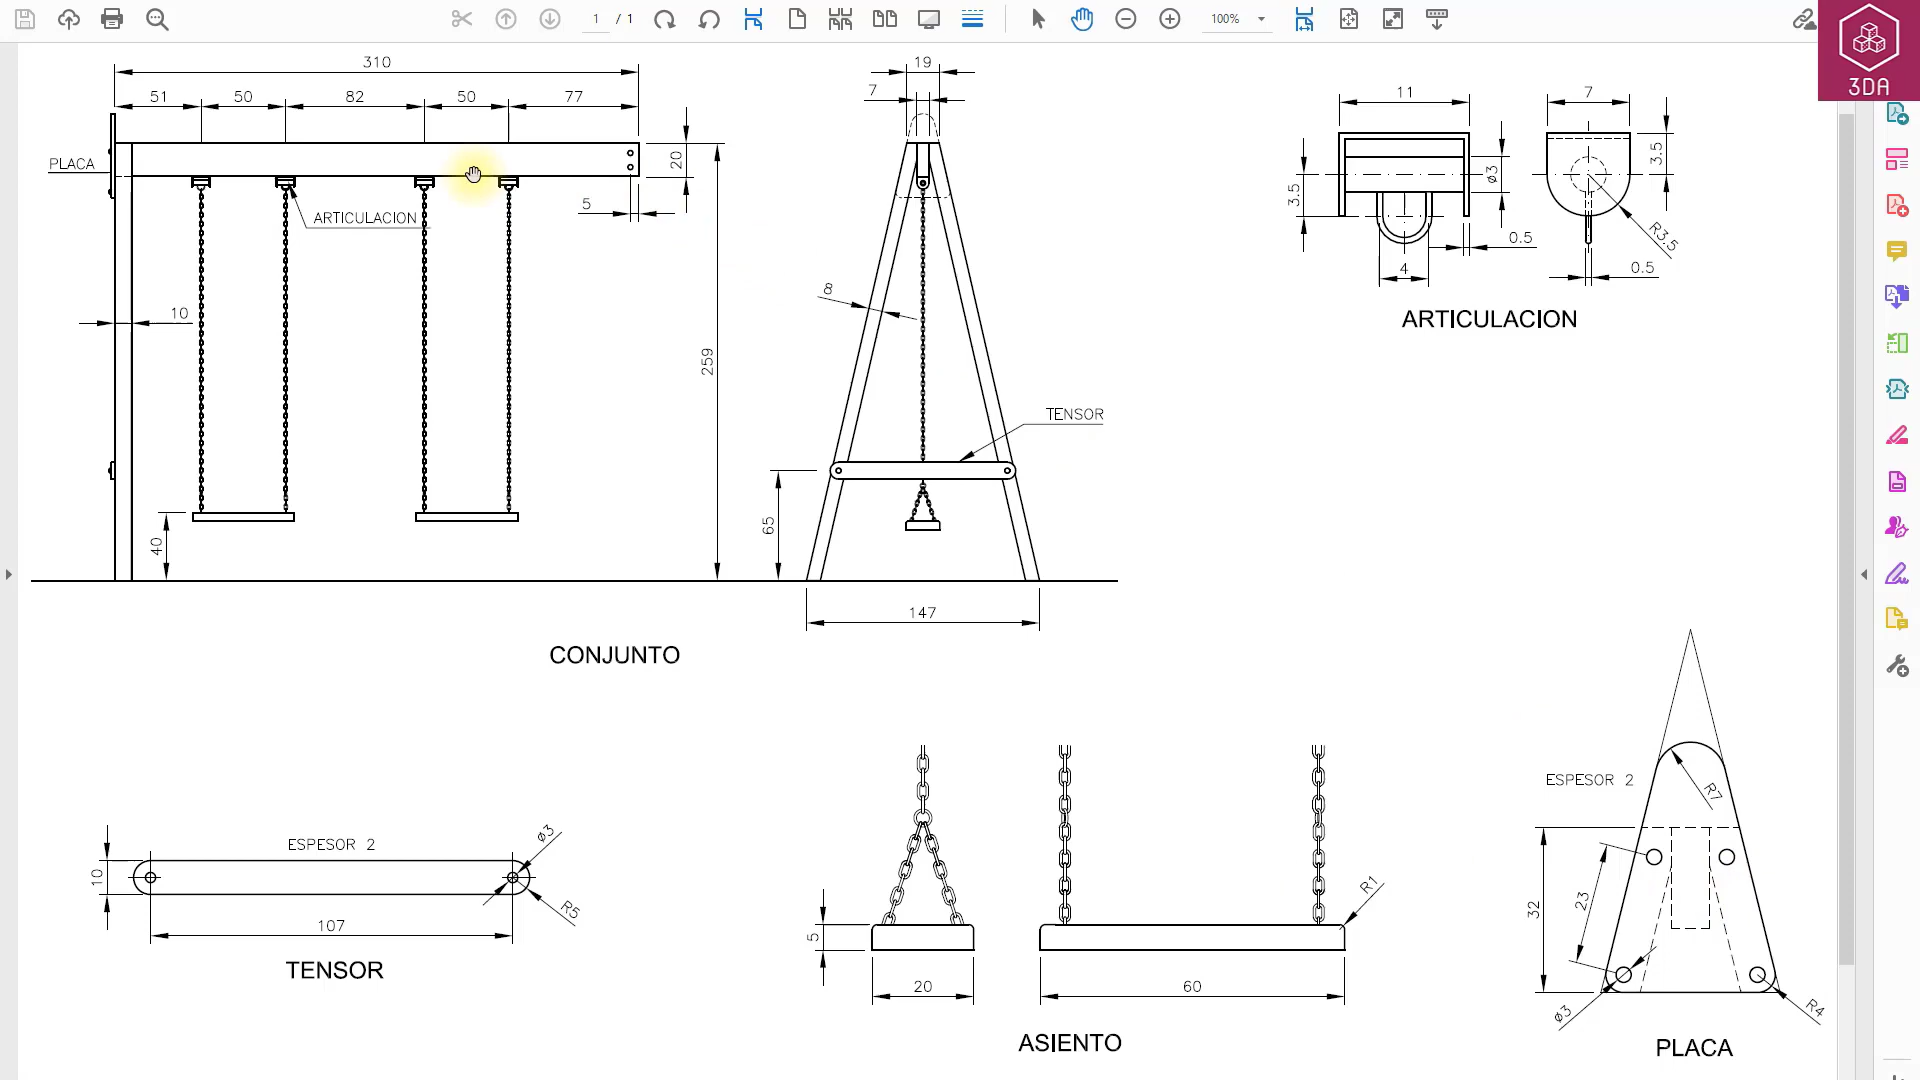 1 / 1
100%
3DA
310
51 50 82 50 77
PLACA
20
5
ARTICULACION
10
259
40
19
7
8
TENSOR
65
147
CONJUNTO
11
3.5
ø3
0.5
4
7
3.5
R3.5
0.5
ARTICULACION
ESPESOR 2
ø3
10
R5
107
TENSOR
5
20
R1
60
ASIENTO
ESPESOR 2
R7
32
23
ø3
R4
PLACA